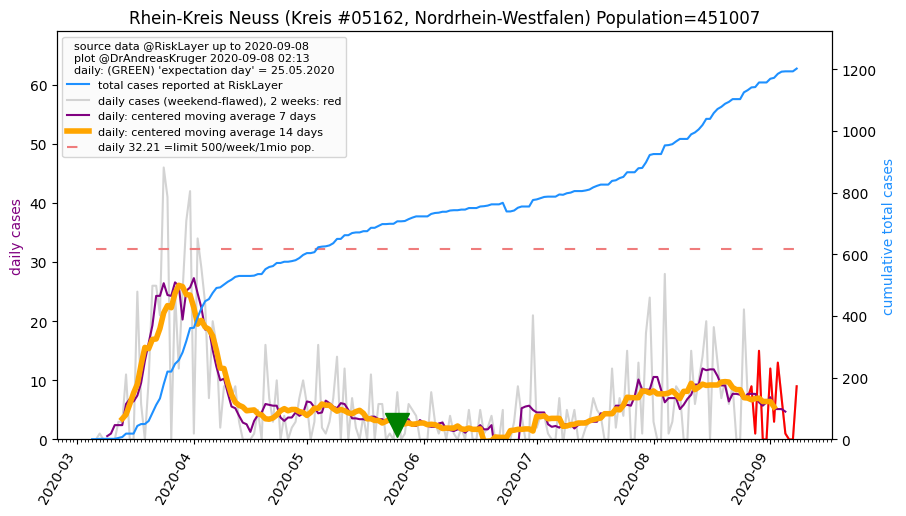 Rhein-Kreis Neuss (Kreis #05162, Nordrhein-Westfalen) Population=451007
source data @RiskLayer up to 2020-09-08
plot @DrAndreasKruger 2020-09-08 02:13
daily: (GREEN) 'expectation day' = 25.05.2020
total cases reported at RiskLayer
daily cases (weekend-flawed), 2 weeks: red
daily: centered moving average 7 days
daily: centered moving average 14 days
daily 32.21 =limit 500/week/1mio pop.
daily cases
60
50
40
30
20
10
0
cumulative total cases
1200
1000
800
600
400
200
0
2020-03
2020-04
2020-05
2020-06
2020-07
2020-08
2020-09